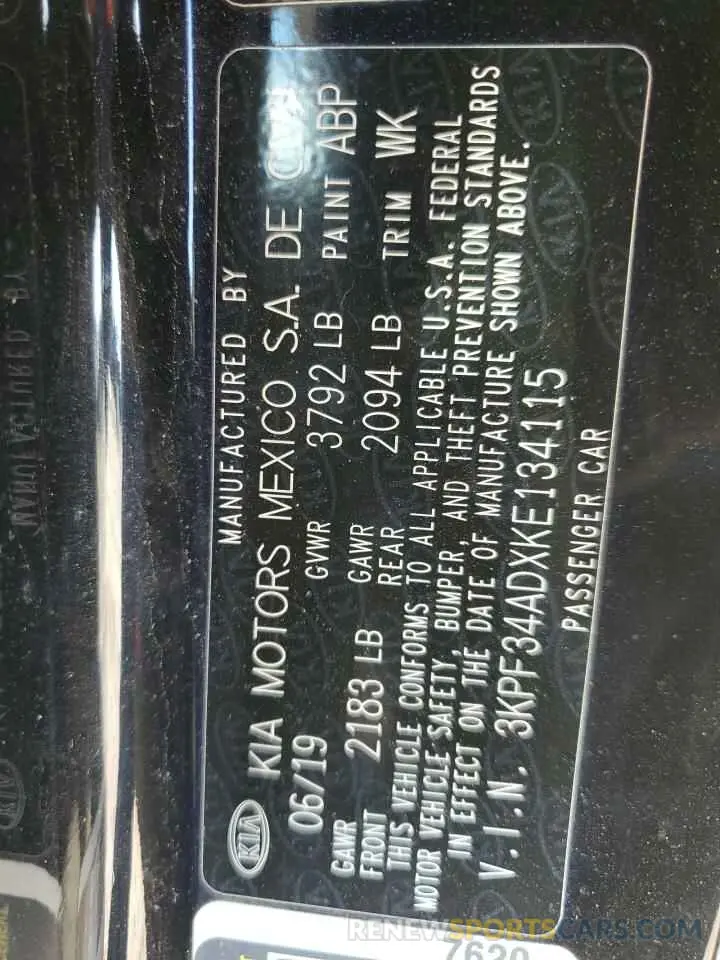 MANUFACTURED BY
KIA KIA MOTORS MEXICO S.A. DE
06/19 GVWR 3792 LB PAINT ABP
GAWR FRONT 2183 LB GAWR REAR 2094 LB TRIM WK
THIS VEHICLE CONFORMS TO ALL APPLICABLE U.S.A. FEDERAL
MOTOR VEHICLE SAFETY, BUMPER, AND THEFT PREVENTION STANDARDS
IN EFFECT ON THE DATE OF MANUFACTURE SHOWN ABOVE.
V.I.N. 3KPF34ADXKE134115
PASSENGER CAR
7620
RENEWSPORTSCARS.COM